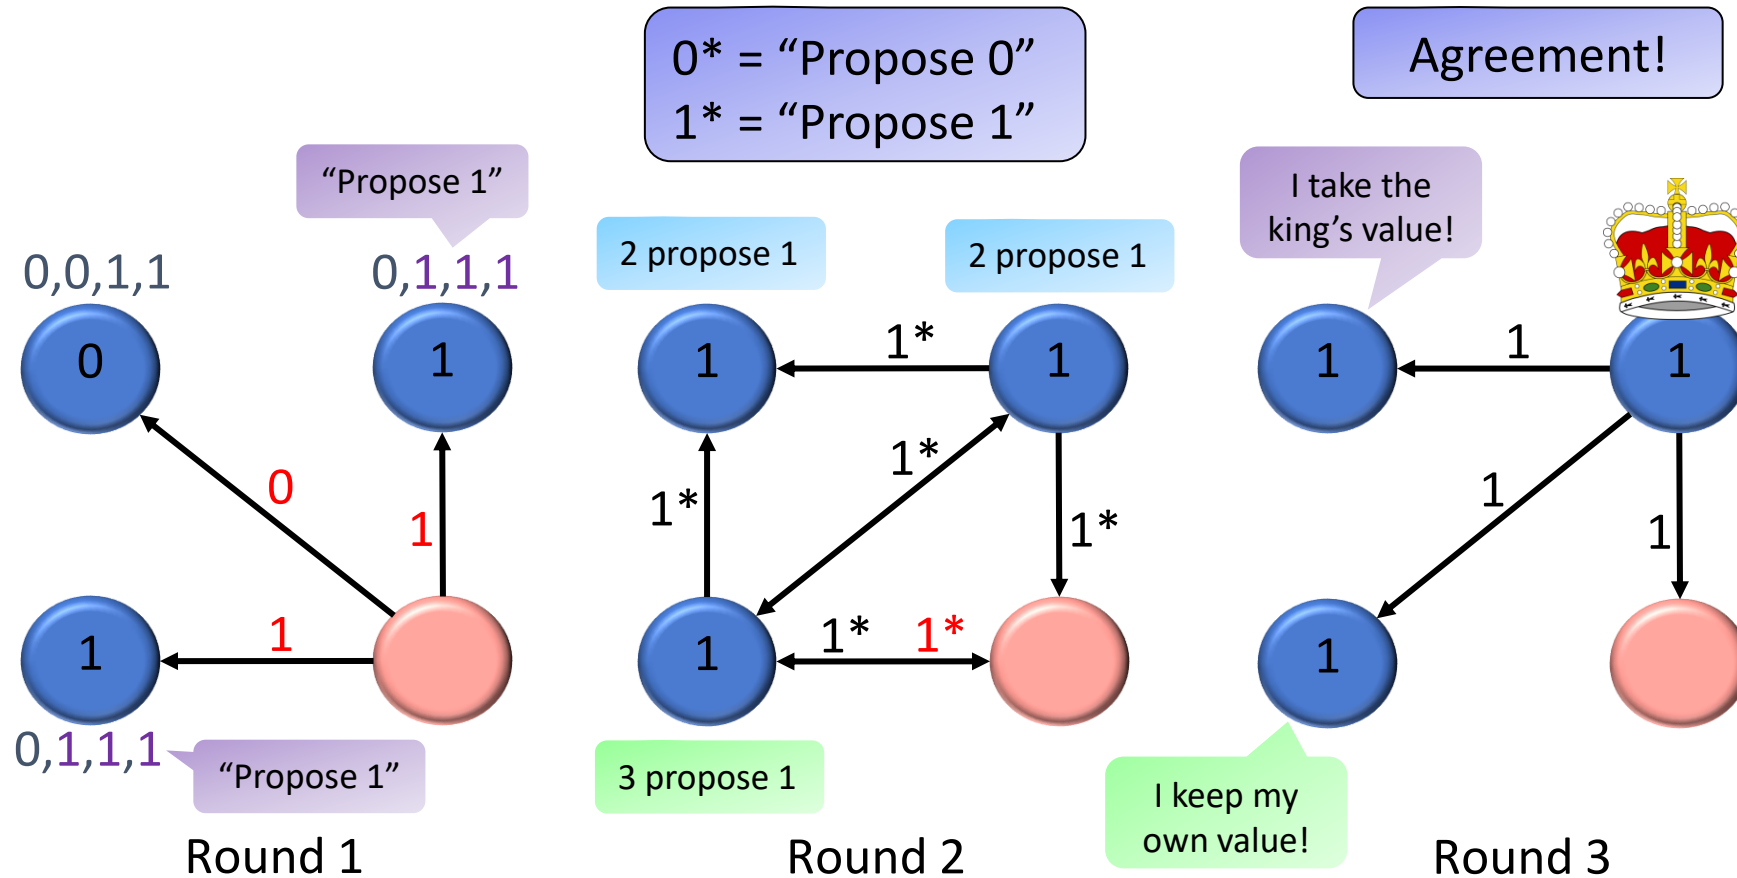 0* = “Propose 0”
1* = “Propose 1”
Agreement!
“Propose 1”
0,0,1,1
0,1,1,1
0
1
0
1
1
1
0,1,1,1
“Propose 1”
Round 1
2 propose 1
2 propose 1
1
1*
1
1*
1*
1*
1
1*
1*
3 propose 1
Round 2
I take the
king’s value!
1
1
1
1
1
1
I keep my
own value!
Round 3